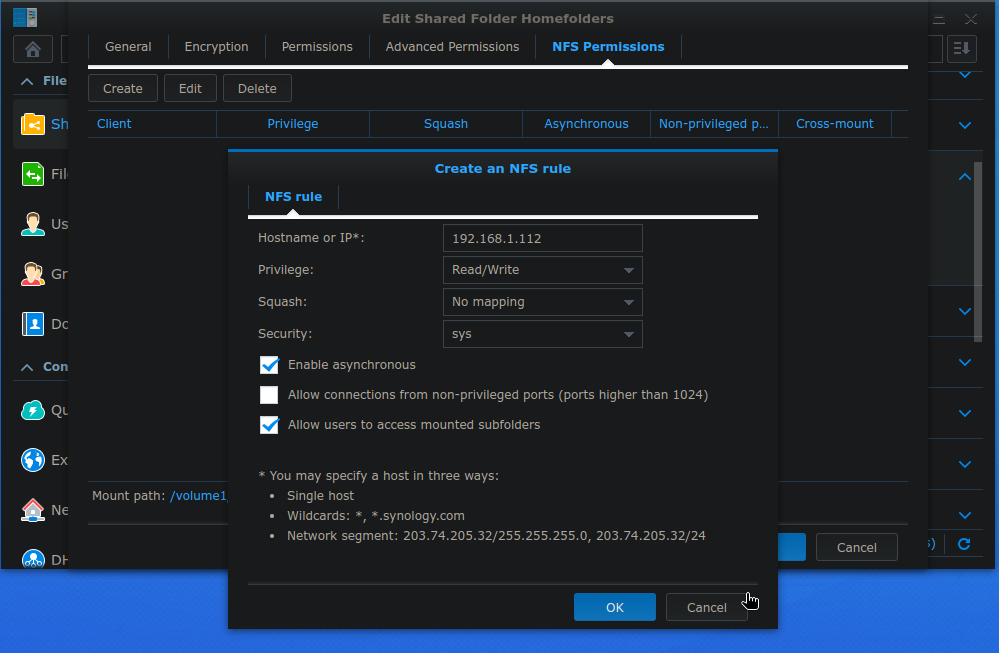 Edit Shared Folder Homefolders
General Encryption Permissions Advanced Permissions NFS Permissions
Create Edit Delete
Client Privilege Squash Asynchronous Non-privileged p... Cross-mount
File
Sh
Fil
Us
Gr
Do
Con
Qu
Ex
Ne
DH
Create an NFS rule
NFS rule
Hostname or IP*: 192.168.1.112
Privilege: Read/Write
Squash: No mapping
Security: sys
Enable asynchronous
Allow connections from non-privileged ports (ports higher than 1024)
Allow users to access mounted subfolders
* You may specify a host in three ways:
• Single host
• Wildcards: *, *.synology.com
• Network segment: 203.74.205.32/255.255.255.0, 203.74.205.32/24
OK Cancel
Mount path: /volume1
Cancel